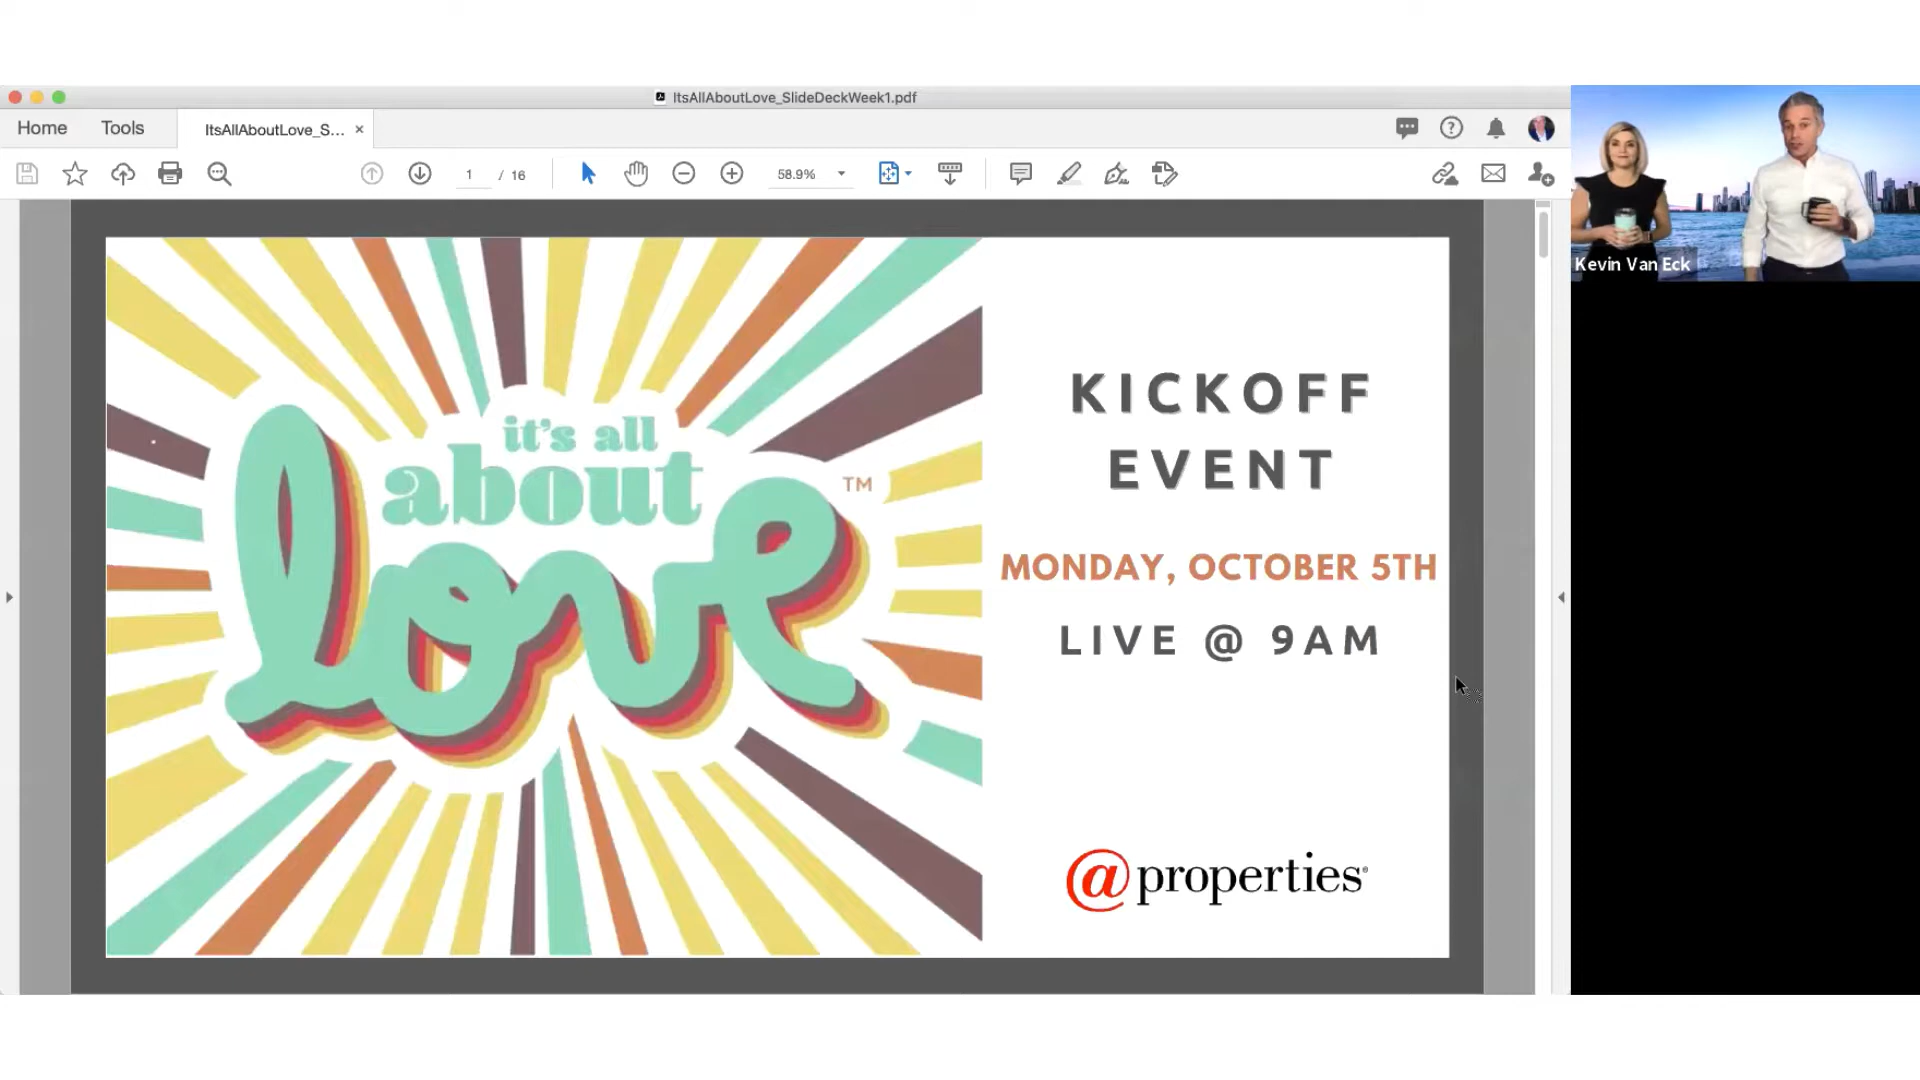 ItsAllAboutLove_SlideDeckWeek1.pdf
Home
Tools
ItsAllAboutLove_S...
1 / 16
58.9%
it's all
about
love
TM
KICKOFF
EVENT
MONDAY, OCTOBER 5TH
LIVE @ 9AM
@properties®
Kevin Van Eck